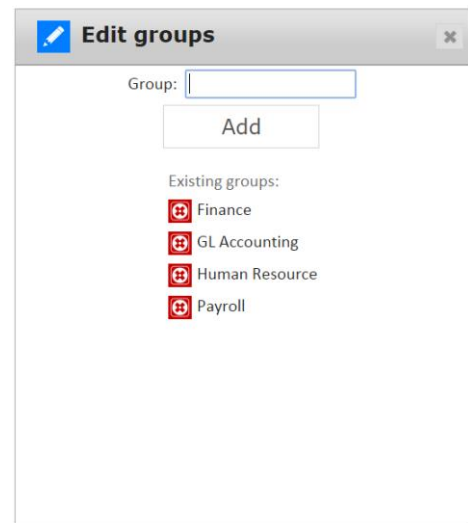 Edit groups
Group:
Add
Existing groups:
Finance
GL Accounting
Human Resource
Payroll